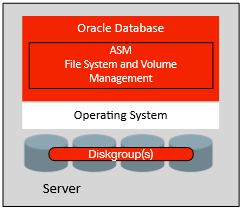 Oracle Database
ASM
File System and Volume
Management
Operating System
Diskgroup(s)
Server